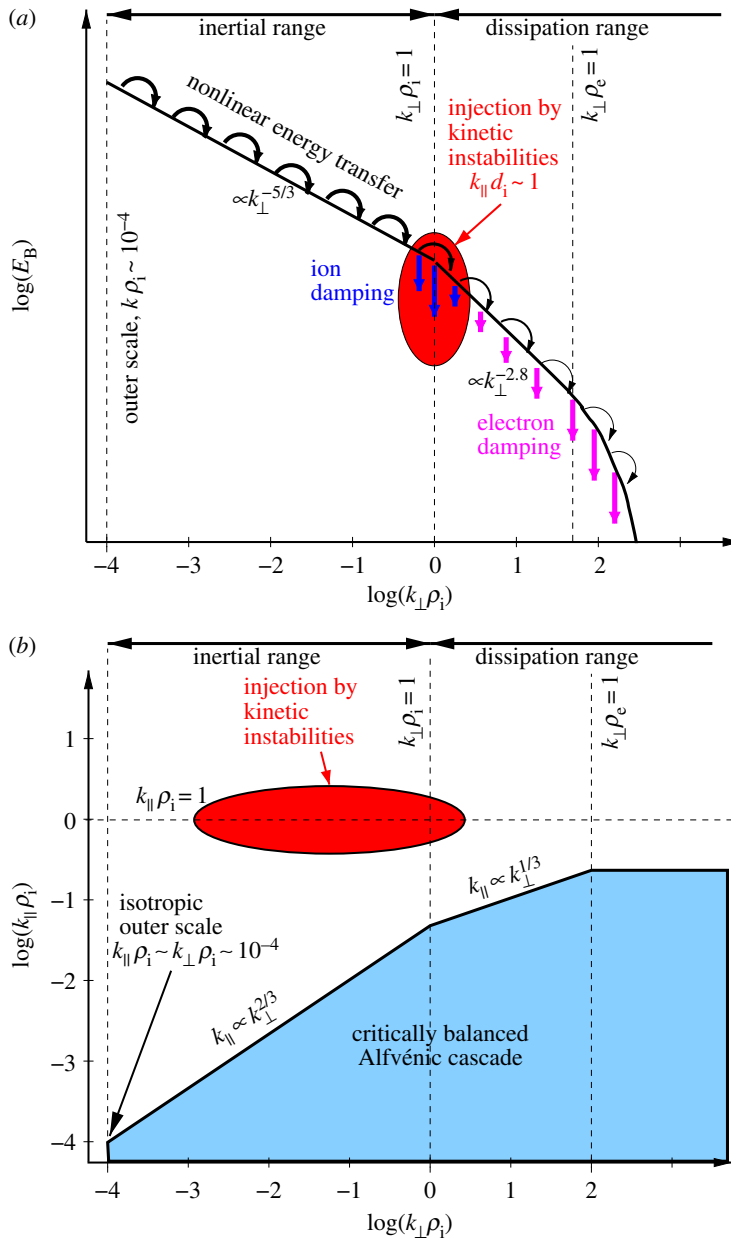 (a)
inertial range
dissipation range
nonlinear energy transfer
∝k⊥^−5/3
k⊥ρi = 1
k⊥ρe = 1
injection by
kinetic
instabilities
k∥ di ~ 1
outer scale, k ρi ~ 10^−4
ion
damping
∝k⊥^−2.8
electron
damping
log(EB)
−4 −3 −2 −1 0 1 2
log(k⊥ρi)
(b)
inertial range
dissipation range
injection by
kinetic
instabilities
k⊥ρi = 1
k⊥ρe = 1
k∥ρi = 1
1
0
−1
−2
−3
−4
log(k∥ρi)
isotropic
outer scale
k∥ρi ~ k⊥ρi ~ 10^−4
k∥ ∝ k⊥^2/3
k∥ ∝ k⊥^1/3
critically balanced
Alfvénic cascade
−4 −3 −2 −1 0 1 2
log(k⊥ρi)